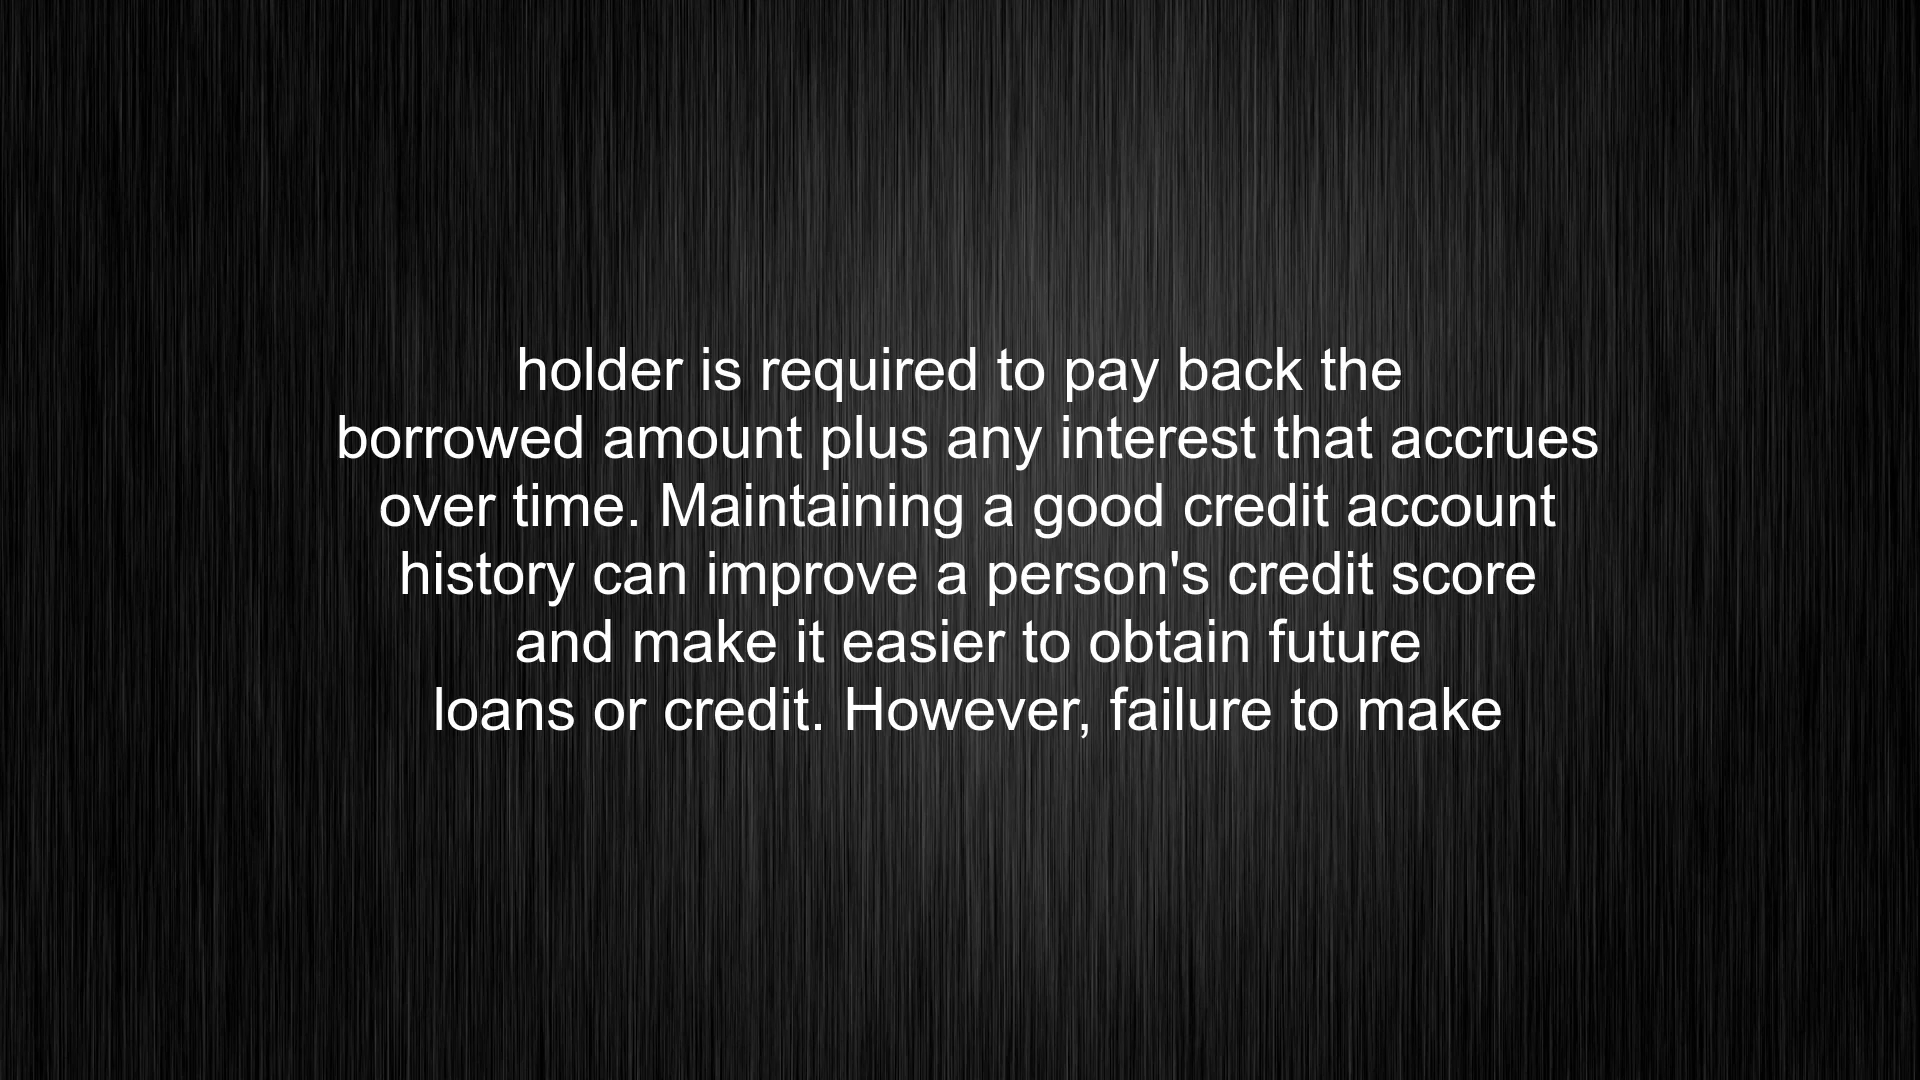 holder is required to pay back the
borrowed amount plus any interest that accrues
over time. Maintaining a good credit account
history can improve a person's credit score
and make it easier to obtain future
loans or credit. However, failure to make